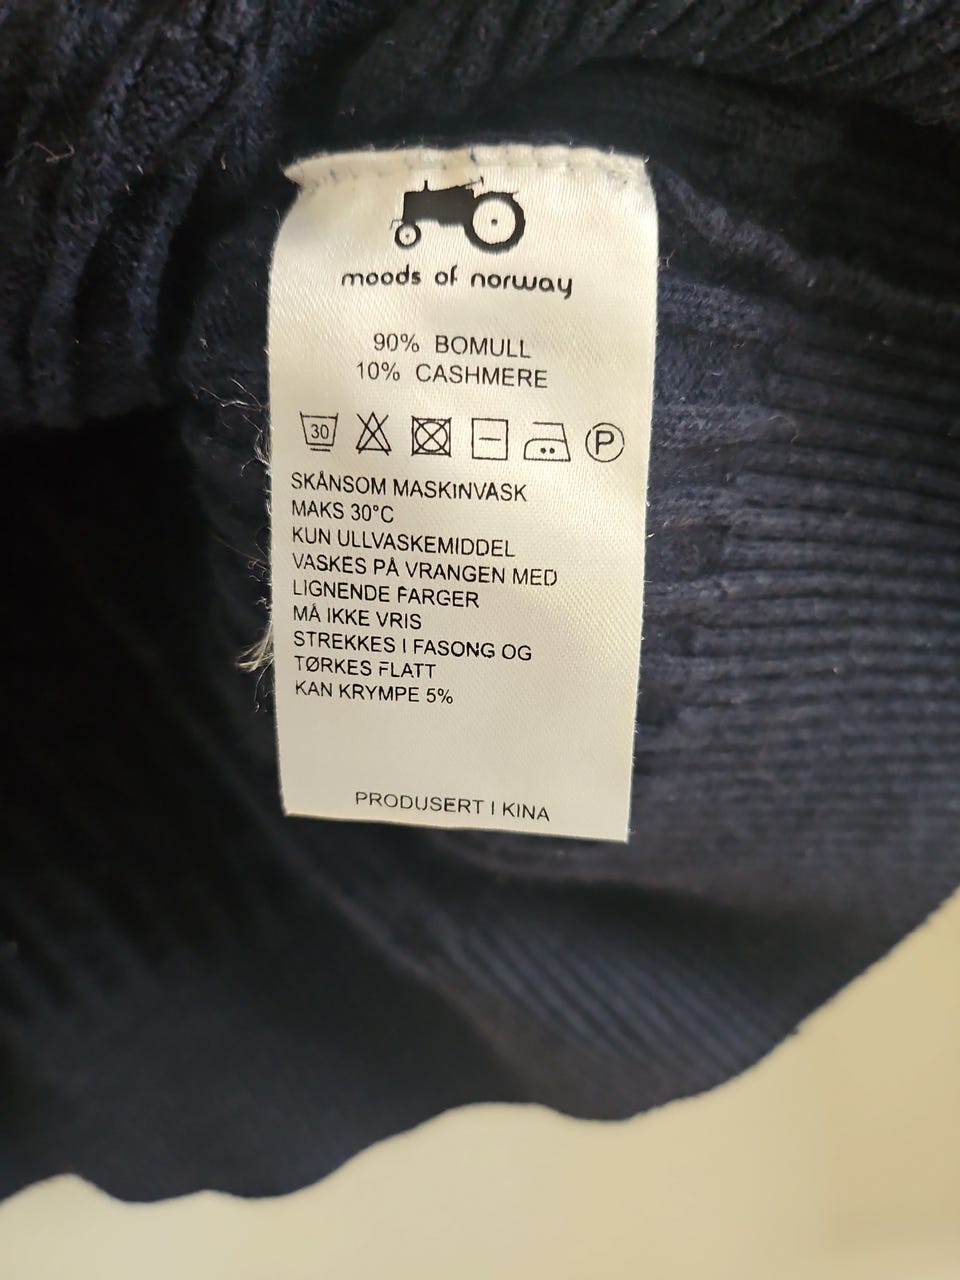 moods of norway
90% BOMULL
10% CASHMERE
30 P
SKÅNSOM MASKINVASK
MAKS 30°C
KUN ULLVASKEMIDDEL
VASKES PÅ VRANGEN MED
LIGNENDE FARGER
MÅ IKKE VRIS
STREKKES I FASONG OG
TØRKES FLATT
KAN KRYMPE 5%
PRODUSERT I KINA